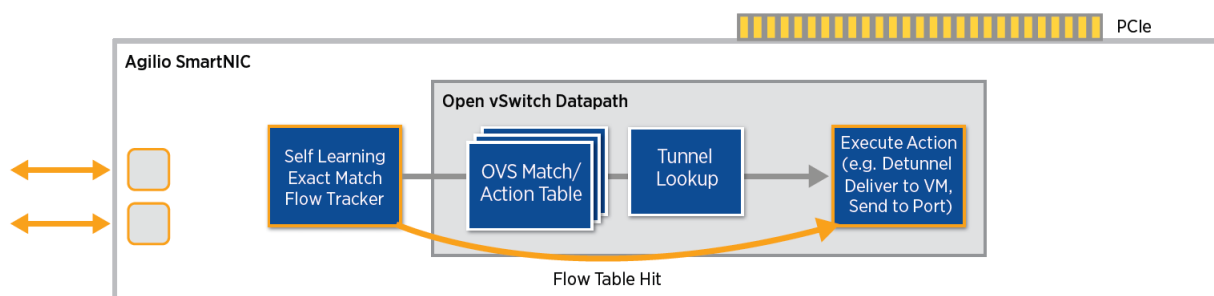 PCIe
Agilio SmartNIC
Open vSwitch Datapath
Self Learning
Exact Match
Flow Tracker
OVS Match/
Action Table
Tunnel
Lookup
Execute Action
(e.g. Detunnel
Deliver to VM,
Send to Port)
Flow Table Hit